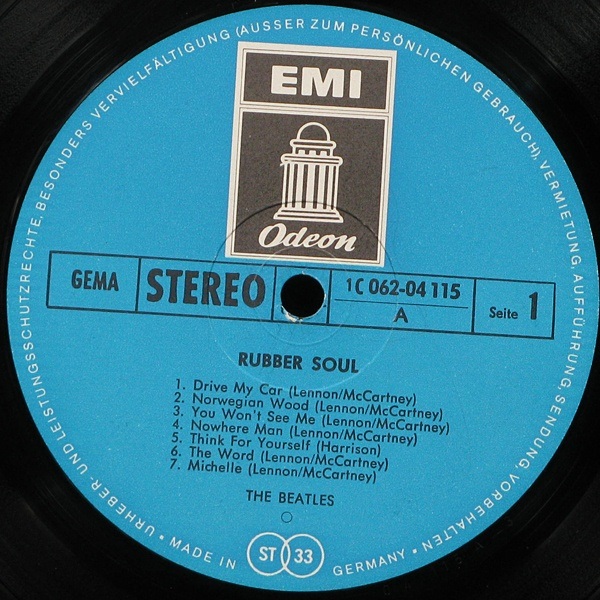 URHEBER- UND LEISTUNGSSCHUTZRECHTE, BESONDERS VERVIELFÄLTIGUNG (AUSSER ZUM PERSÖNLICHEN GEBRAUCH), VERMIETUNG, AUFFÜHRUNG, SENDUNG, VORBEHALTEN
EMI
Odeon
GEMA
STEREO
1C 062-04 115
A
Seite 1
RUBBER SOUL
1. Drive My Car (Lennon/McCartney)
2. Norwegian Wood (Lennon/McCartney)
3. You Won't See Me (Lennon/McCartney)
4. Nowhere Man (Lennon/McCartney)
5. Think For Yourself (Harrison)
6. The Word (Lennon/McCartney)
7. Michelle (Lennon/McCartney)
THE BEATLES
• MADE IN GERMANY •
ST 33